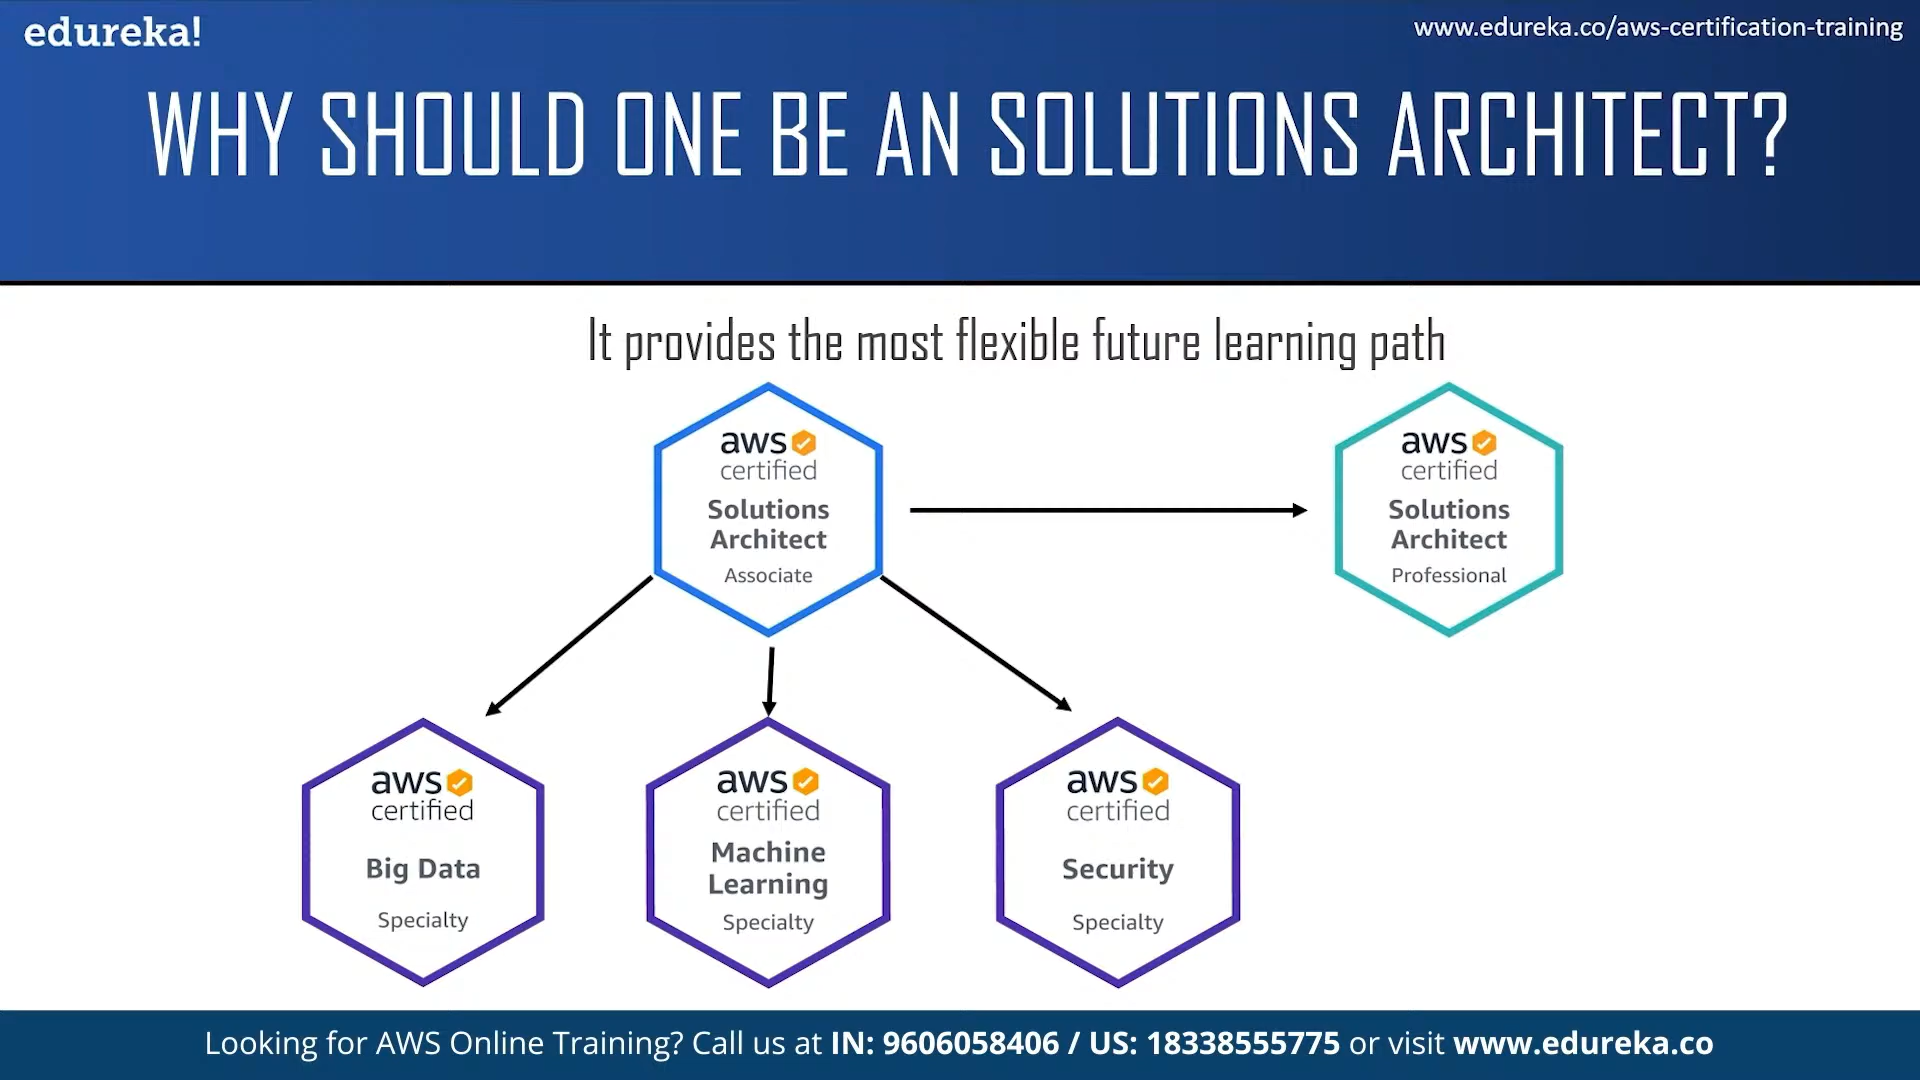 edureka!
www.edureka.co/aws-certification-training
WHY SHOULD ONE BE AN SOLUTIONS ARCHITECT?
It provides the most flexible future learning path
aws
certified
Solutions
Architect
Associate
aws
certified
Solutions
Architect
Professional
aws
certified
Big Data
Specialty
aws
certified
Machine
Learning
Specialty
aws
certified
Security
Specialty
Looking for AWS Online Training? Call us at IN: 9606058406 / US: 18338555775 or visit www.edureka.co